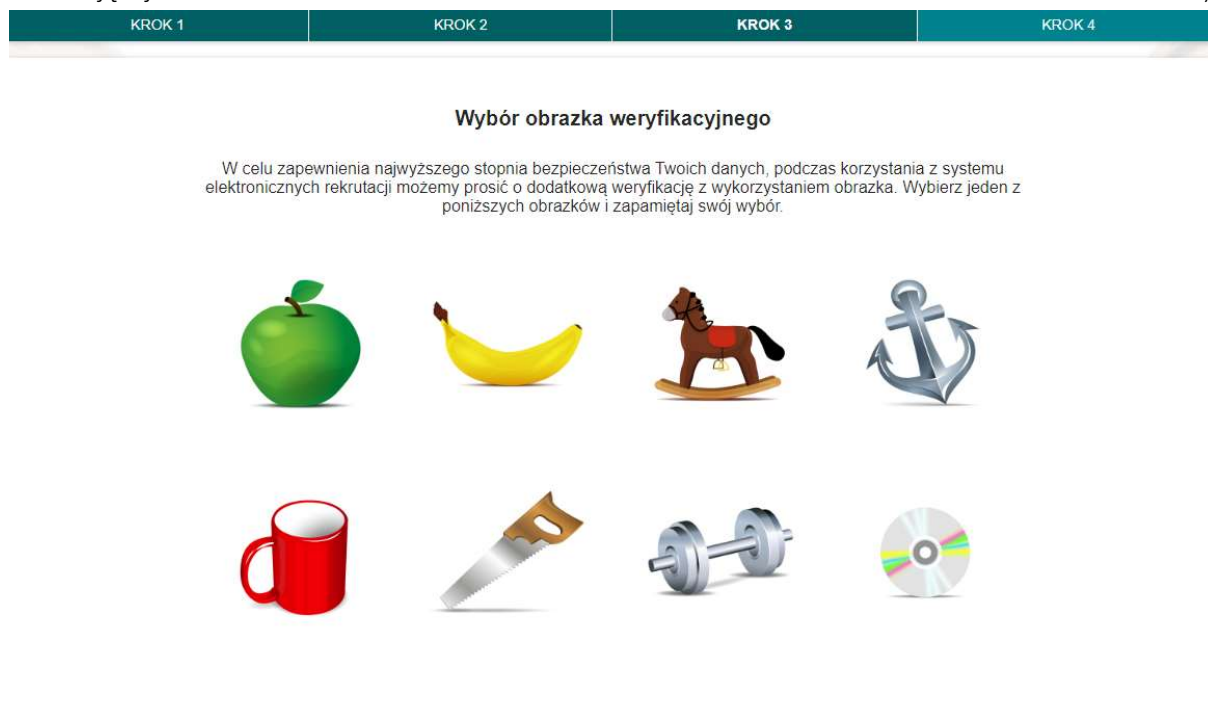 KROK 1 KROK 2 KROK 3 KROK 4
Wybór obrazka weryfikacyjnego
W celu zapewnienia najwyższego stopnia bezpieczeństwa Twoich danych, podczas korzystania z systemu
elektronicznych rekrutacji możemy prosić o dodatkową weryfikację z wykorzystaniem obrazka. Wybierz jeden z
poniższych obrazków i zapamiętaj swój wybór.